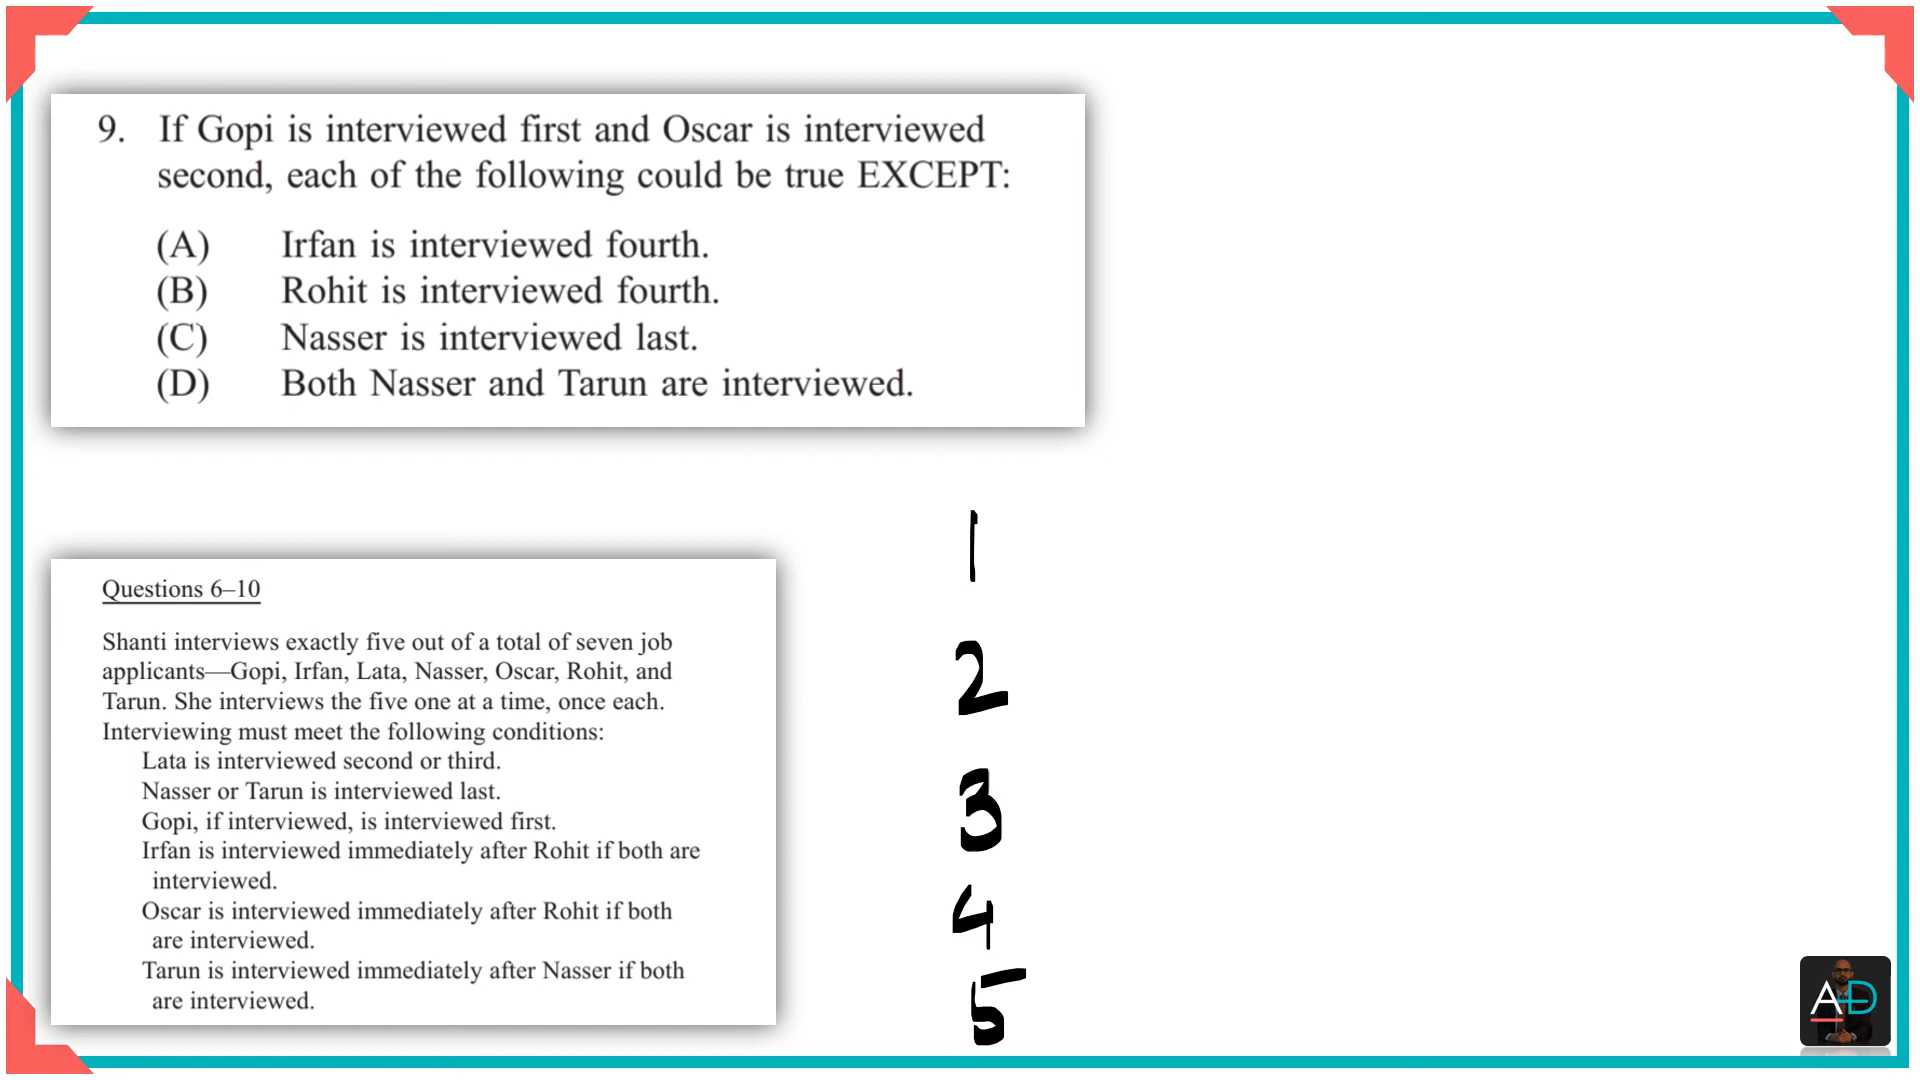 9. If Gopi is interviewed first and Oscar is interviewed
second, each of the following could be true EXCEPT:
(A) Irfan is interviewed fourth.
(B) Rohit is interviewed fourth.
(C) Nasser is interviewed last.
(D) Both Nasser and Tarun are interviewed.
Questions 6–10
Shanti interviews exactly five out of a total of seven job
applicants—Gopi, Irfan, Lata, Nasser, Oscar, Rohit, and
Tarun. She interviews the five one at a time, once each.
Interviewing must meet the following conditions:
Lata is interviewed second or third.
Nasser or Tarun is interviewed last.
Gopi, if interviewed, is interviewed first.
Irfan is interviewed immediately after Rohit if both are
interviewed.
Oscar is interviewed immediately after Rohit if both
are interviewed.
Tarun is interviewed immediately after Nasser if both
are interviewed.
1
2
3
4
5
AD